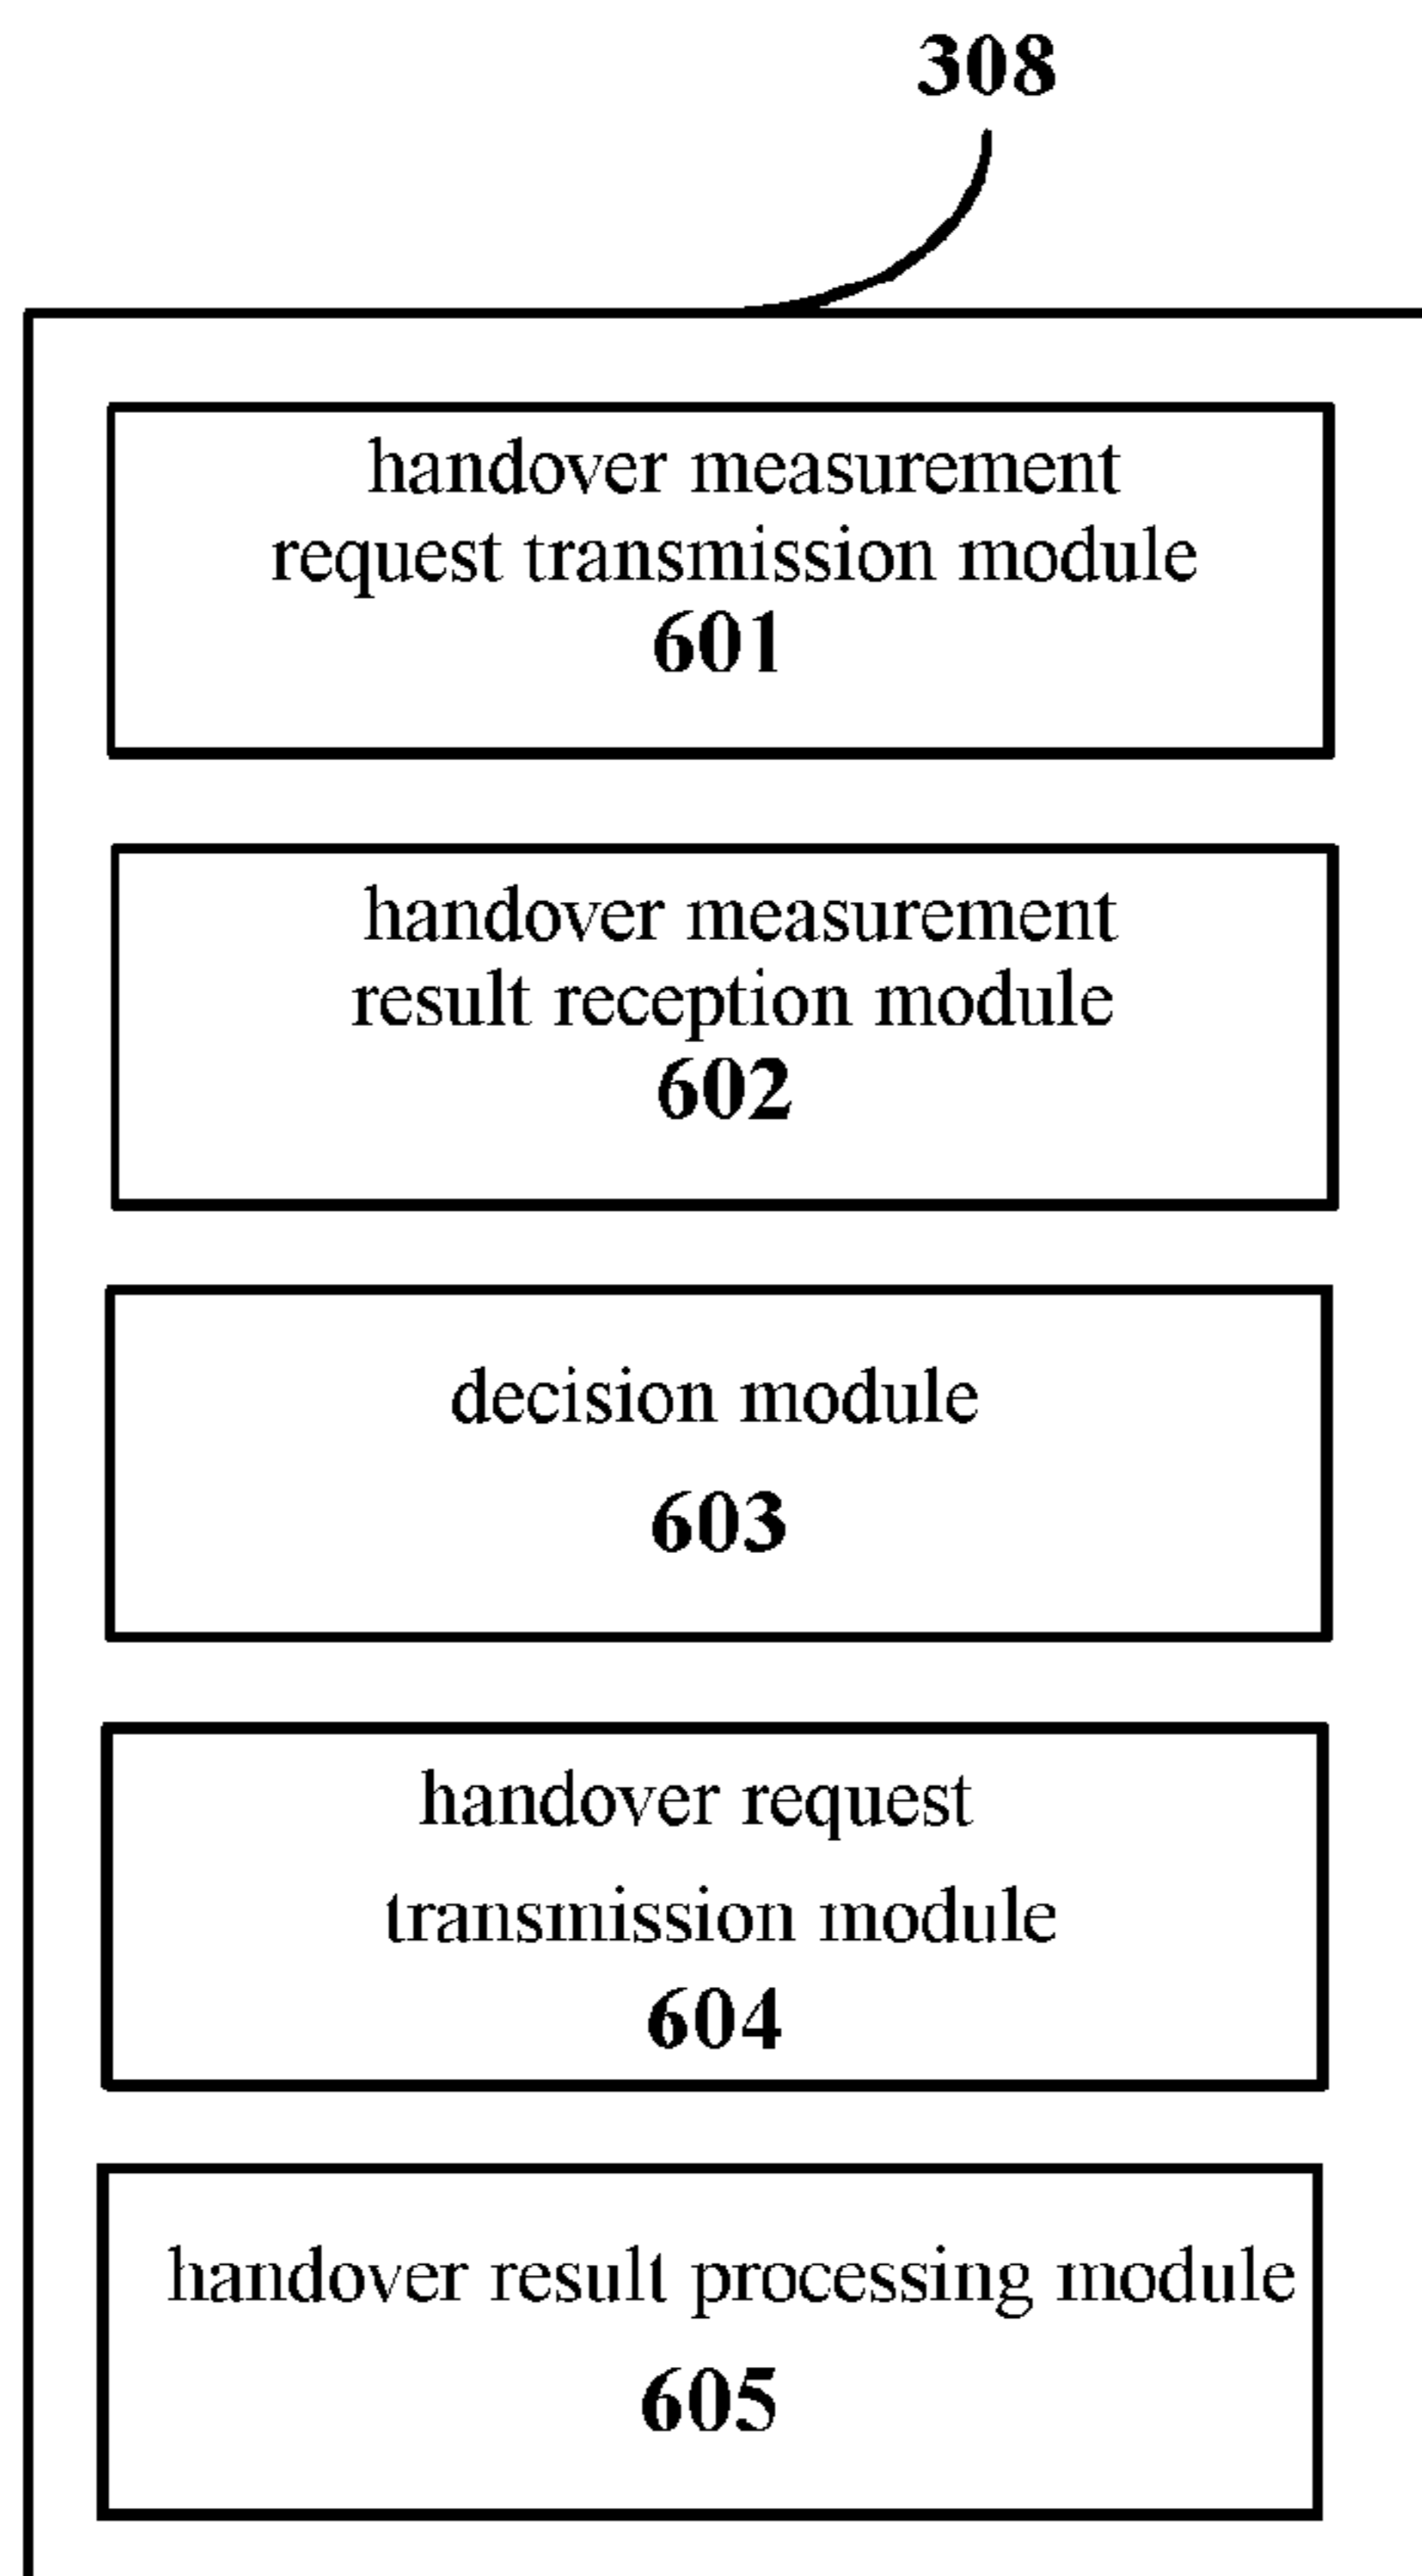 308
handover measurement
request transmission module
601
handover measurement
result reception module
602
decision module
603
handover request
transmission module
604
handover result processing module
605